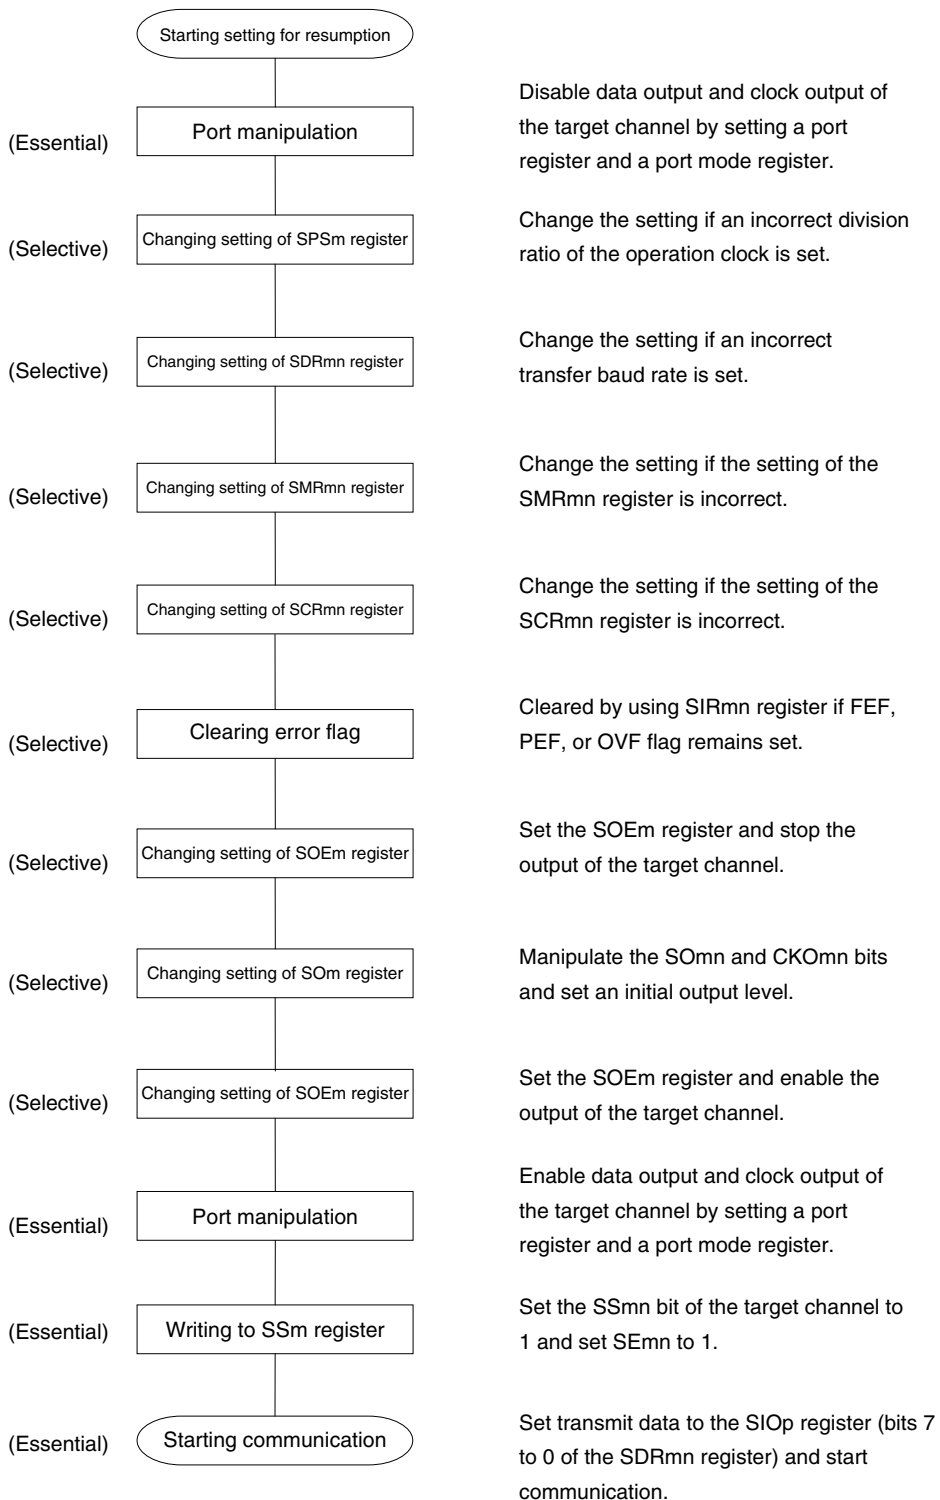 Starting setting for resumption
(Essential)
Port manipulation
Disable data output and clock output of
the target channel by setting a port
register and a port mode register.
(Selective)
Changing setting of SPSm register
Change the setting if an incorrect division
ratio of the operation clock is set.
(Selective)
Changing setting of SDRmn register
Change the setting if an incorrect
transfer baud rate is set.
(Selective)
Changing setting of SMRmn register
Change the setting if the setting of the
SMRmn register is incorrect.
(Selective)
Changing setting of SCRmn register
Change the setting if the setting of the
SCRmn register is incorrect.
(Selective)
Clearing error flag
Cleared by using SIRmn register if FEF,
PEF, or OVF flag remains set.
(Selective)
Changing setting of SOEm register
Set the SOEm register and stop the
output of the target channel.
(Selective)
Changing setting of SOm register
Manipulate the SOmn and CKOmn bits
and set an initial output level.
(Selective)
Changing setting of SOEm register
Set the SOEm register and enable the
output of the target channel.
(Essential)
Port manipulation
Enable data output and clock output of
the target channel by setting a port
register and a port mode register.
(Essential)
Writing to SSm register
Set the SSmn bit of the target channel to
1 and set SEmn to 1.
(Essential)
Starting communication
Set transmit data to the SIOp register (bits 7
to 0 of the SDRmn register) and start
communication.